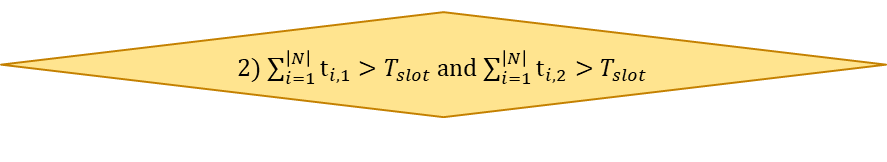 2) ∑_{i=1}^{|N|} t_{i,1} > T_{slot} and ∑_{i=1}^{|N|} t_{i,2} > T_{slot}